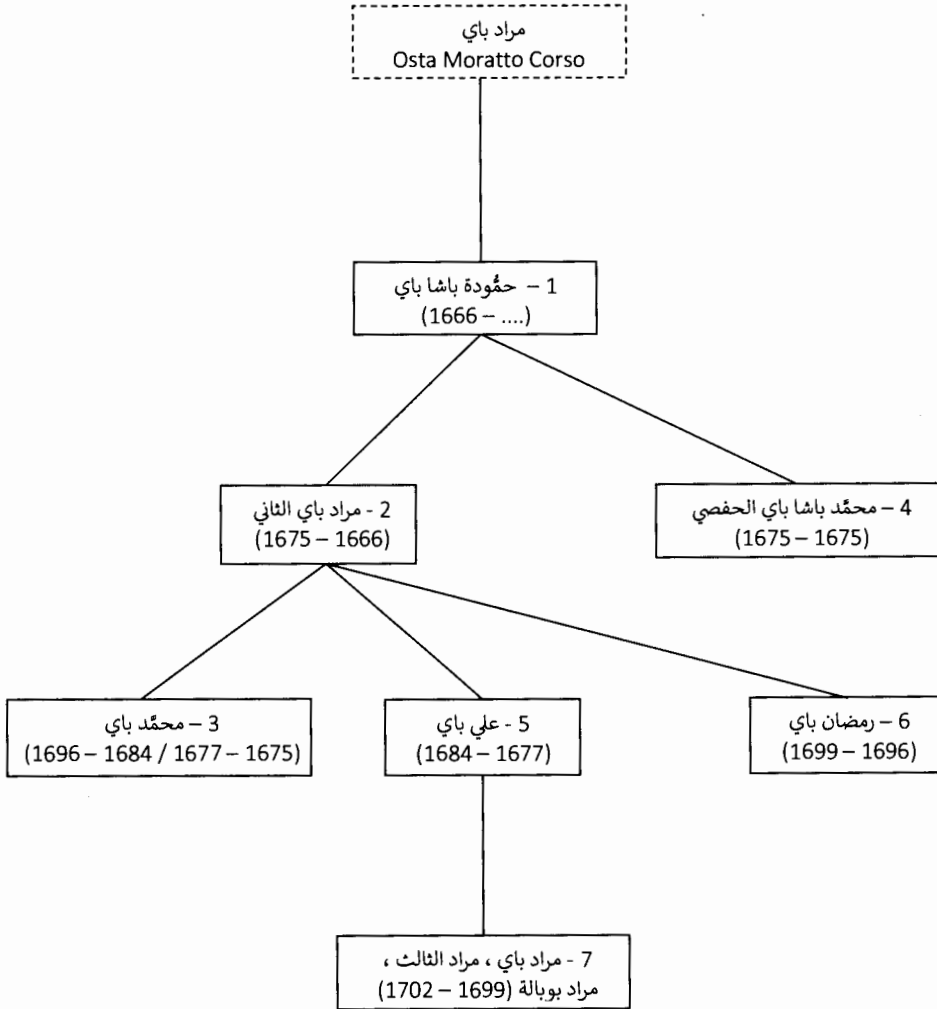 مراد باي
Osta Moratto Corso
1 – حمُّودة باشا باي
(.... – 1666)
2 - مراد باي الثاني
(1666 – 1675)
4 – محمَّد باشا باي الحفصي
(1675 – 1675)
3 – محمَّد باي
(1675 – 1677 / 1684 – 1696)
5 - علي باي
(1677 – 1684)
6 – رمضان باي
(1696 – 1699)
7 - مراد باي ، مراد الثالث ،
مراد بوبالة (1699 – 1702)